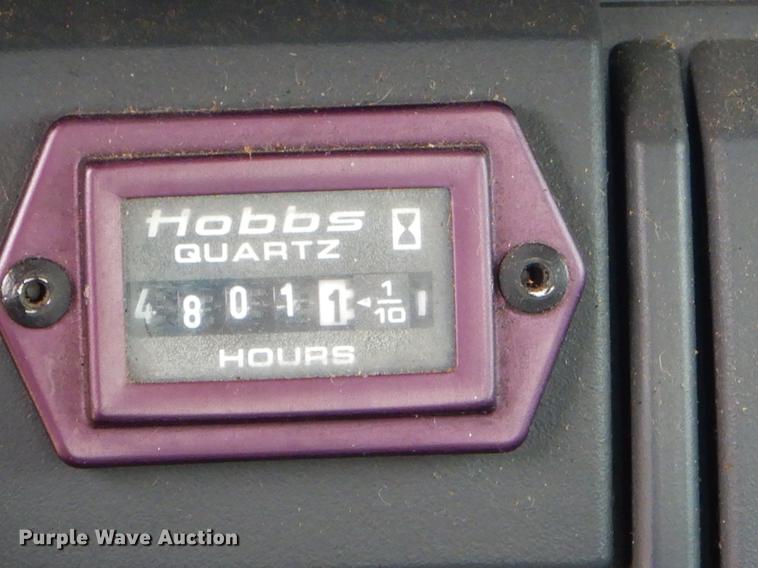 Hobbs
QUARTZ
4 8 0 1 1 ◄ 1/10
HOURS
Purple Wave Auction